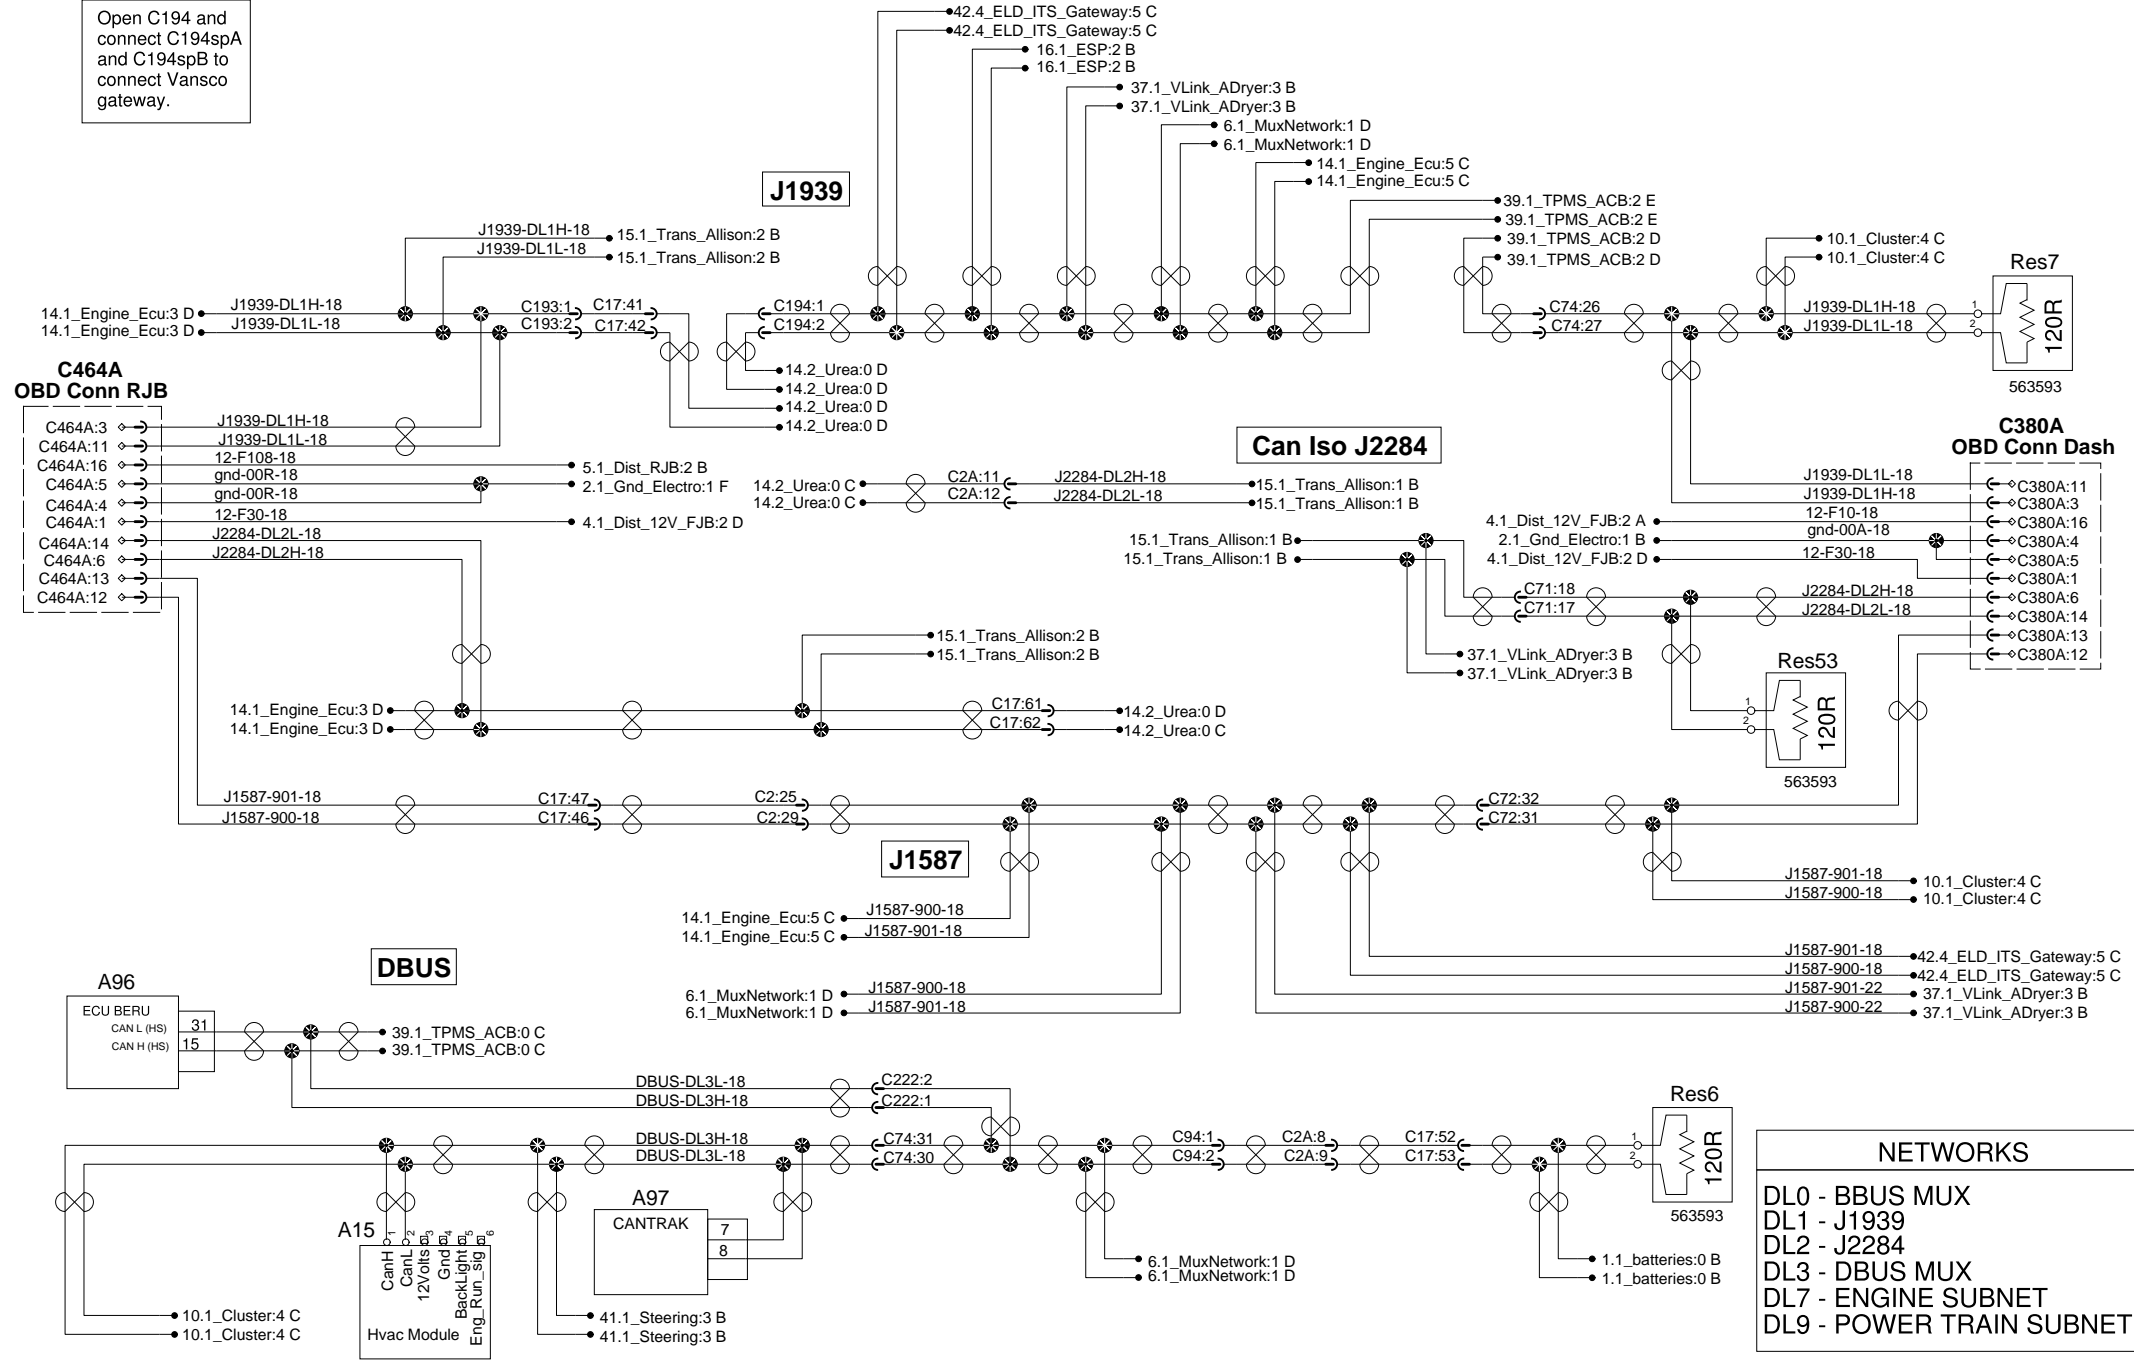 Open C194 and
connect C194spA
and C194spB to
connect Vansco
gateway.
42.4_ELD_ITS_Gateway:5 C
42.4_ELD_ITS_Gateway:5 C
16.1_ESP:2 B
16.1_ESP:2 B
37.1_VLink_ADryer:3 B
37.1_VLink_ADryer:3 B
6.1_MuxNetwork:1 D
6.1_MuxNetwork:1 D
14.1_Engine_Ecu:5 C
14.1_Engine_Ecu:5 C
J1939
39.1_TPMS_ACB:2 E
39.1_TPMS_ACB:2 E
39.1_TPMS_ACB:2 D
39.1_TPMS_ACB:2 D
J1939-DL1H-18
15.1_Trans_Allison:2 B
J1939-DL1L-18
15.1_Trans_Allison:2 B
10.1_Cluster:4 C
10.1_Cluster:4 C
Res7
14.1_Engine_Ecu:3 D
J1939-DL1H-18
C193:1
C17:41
C194:1
C74:26
J1939-DL1H-18
1
14.1_Engine_Ecu:3 D
J1939-DL1L-18
C193:2
C17:42
C194:2
C74:27
J1939-DL1L-18
2
120R
563593
14.2_Urea:0 D
14.2_Urea:0 D
14.2_Urea:0 D
14.2_Urea:0 D
C464A
OBD Conn RJB
C464A:3
J1939-DL1H-18
C464A:11
J1939-DL1L-18
C464A:16
12-F108-18
5.1_Dist_RJB:2 B
C464A:5
gnd-00R-18
2.1_Gnd_Electro:1 F
C464A:4
gnd-00R-18
C464A:1
12-F30-18
4.1_Dist_12V_FJB:2 D
C464A:14
J2284-DL2L-18
C464A:6
J2284-DL2H-18
C464A:13
C464A:12
Can Iso J2284
14.2_Urea:0 C
C2A:11
J2284-DL2H-18
15.1_Trans_Allison:1 B
14.2_Urea:0 C
C2A:12
J2284-DL2L-18
15.1_Trans_Allison:1 B
C380A
OBD Conn Dash
J1939-DL1L-18
C380A:11
J1939-DL1H-18
C380A:3
4.1_Dist_12V_FJB:2 A
12-F10-18
C380A:16
2.1_Gnd_Electro:1 B
gnd-00A-18
C380A:4
4.1_Dist_12V_FJB:2 D
12-F30-18
C380A:5
C380A:1
15.1_Trans_Allison:1 B
15.1_Trans_Allison:1 B
C71:18
J2284-DL2H-18
C380A:6
C71:17
J2284-DL2L-18
C380A:14
C380A:13
C380A:12
37.1_VLink_ADryer:3 B
37.1_VLink_ADryer:3 B
Res53
1
2
120R
563593
15.1_Trans_Allison:2 B
15.1_Trans_Allison:2 B
14.1_Engine_Ecu:3 D
C17:61
14.2_Urea:0 D
14.1_Engine_Ecu:3 D
C17:62
14.2_Urea:0 C
J1587-901-18
C17:47
C2:25
C72:32
J1587-900-18
C17:46
C2:29
C72:31
J1587
J1587-901-18
10.1_Cluster:4 C
J1587-900-18
10.1_Cluster:4 C
14.1_Engine_Ecu:5 C
J1587-900-18
14.1_Engine_Ecu:5 C
J1587-901-18
J1587-901-18
42.4_ELD_ITS_Gateway:5 C
J1587-900-18
42.4_ELD_ITS_Gateway:5 C
6.1_MuxNetwork:1 D
J1587-900-18
J1587-901-22
37.1_VLink_ADryer:3 B
6.1_MuxNetwork:1 D
J1587-901-18
J1587-900-22
37.1_VLink_ADryer:3 B
DBUS
A96
ECU BERU
CAN L (HS)
31
39.1_TPMS_ACB:0 C
CAN H (HS)
15
39.1_TPMS_ACB:0 C
DBUS-DL3L-18
C222:2
DBUS-DL3H-18
C222:1
DBUS-DL3H-18
C74:31
C94:1
C2A:8
C17:52
DBUS-DL3L-18
C74:30
C94:2
C2A:9
C17:53
Res6
1
2
120R
563593
A15
1
2
3
4
5
6
CanH
CanL
12Volts
Gnd
BackLight
Eng_Run_sig
Hvac Module
A97
CANTRAK
7
8
6.1_MuxNetwork:1 D
6.1_MuxNetwork:1 D
1.1_batteries:0 B
1.1_batteries:0 B
10.1_Cluster:4 C
10.1_Cluster:4 C
41.1_Steering:3 B
41.1_Steering:3 B
NETWORKS
DL0 - BBUS MUX
DL1 - J1939
DL2 - J2284
DL3 - DBUS MUX
DL7 - ENGINE SUBNET
DL9 - POWER TRAIN SUBNET